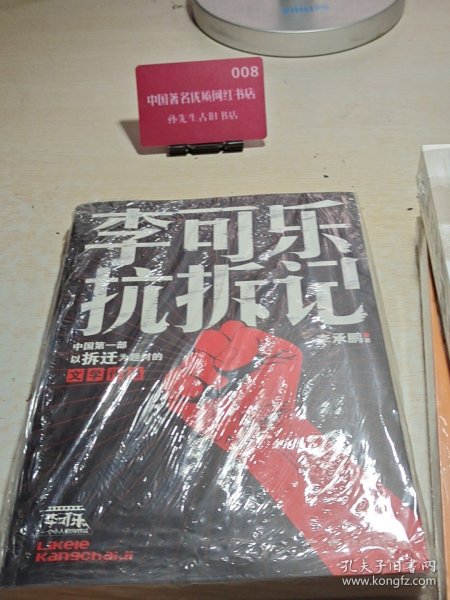 008
中国著名优质网红书店
孙先生古旧书店
李可乐
抗拆记
李承鹏
中国第一部
以拆迁为题材的
文学
李可乐
Likele
Kangchaiji
孔夫子旧书网
www.kongfz.com